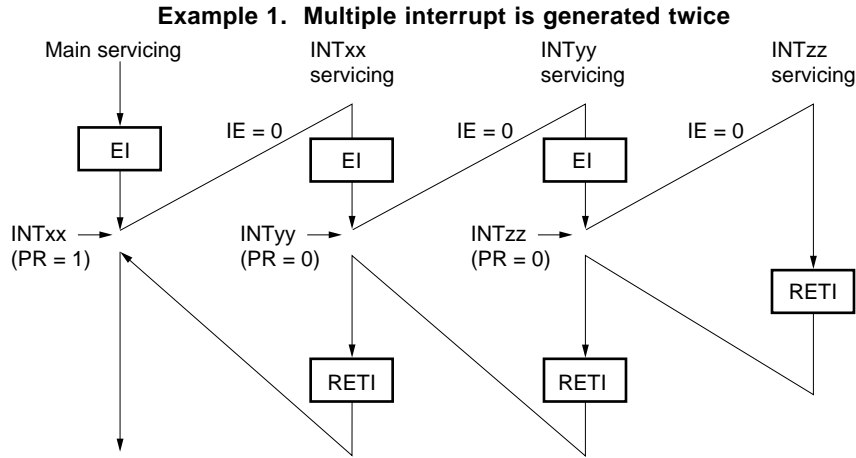 Example 1. Multiple interrupt is generated twice
Main servicing
INTxx
servicing
INTyy
servicing
INTzz
servicing
IE = 0
IE = 0
IE = 0
EI
EI
EI
INTxx
(PR = 1)
INTyy
(PR = 0)
INTzz
(PR = 0)
RETI
RETI
RETI